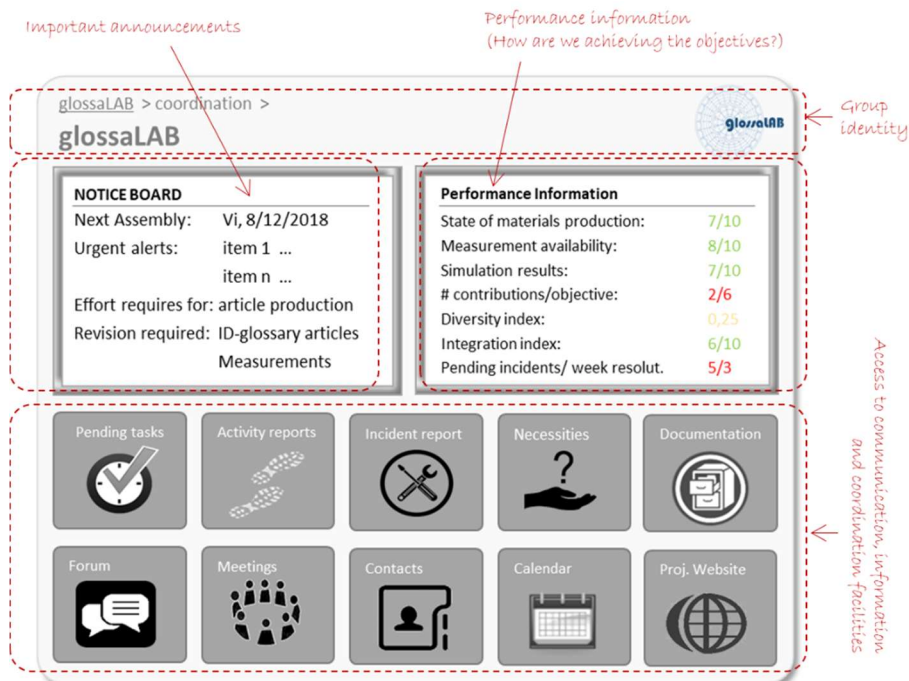 Important announcements
Performance information
(How are we achieving the objectives?)
glossaLAB > coordination >
glossaLAB
glossaLAB
Group
identity
NOTICE BOARD
Next Assembly: Vi, 8/12/2018
Urgent alerts: item 1 ...
item n ...
Effort requires for: article production
Revision required: ID-glossary articles
Measurements
Performance Information
State of materials production: 7/10
Measurement availability: 8/10
Simulation results: 7/10
# contributions/objective: 2/6
Diversity index: 0,25
Integration index: 6/10
Pending incidents/ week resolut. 5/3
Access to communication, information
and coordination facilities
Pending tasks
Activity reports
Incident report
Necessities
?
Documentation
Forum
Meetings
Contacts
Calendar
Proj. Website